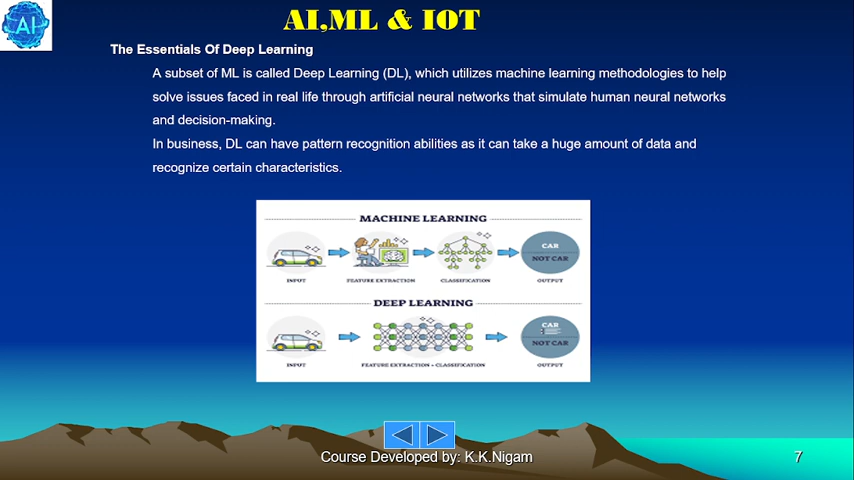 AI
AI,ML & IOT
The Essentials Of Deep Learning
A subset of ML is called Deep Learning (DL), which utilizes machine learning methodologies to help
solve issues faced in real life through artificial neural networks that simulate human neural networks
and decision-making.
In business, DL can have pattern recognition abilities as it can take a huge amount of data and
recognize certain characteristics.
MACHINE LEARNING
CAR
NOT CAR
INPUT FEATURE EXTRACTION CLASSIFICATION OUTPUT
DEEP LEARNING
CAR
NOT CAR
INPUT FEATURE EXTRACTION + CLASSIFICATION OUTPUT
Course Developed by: K.K.Nigam
7